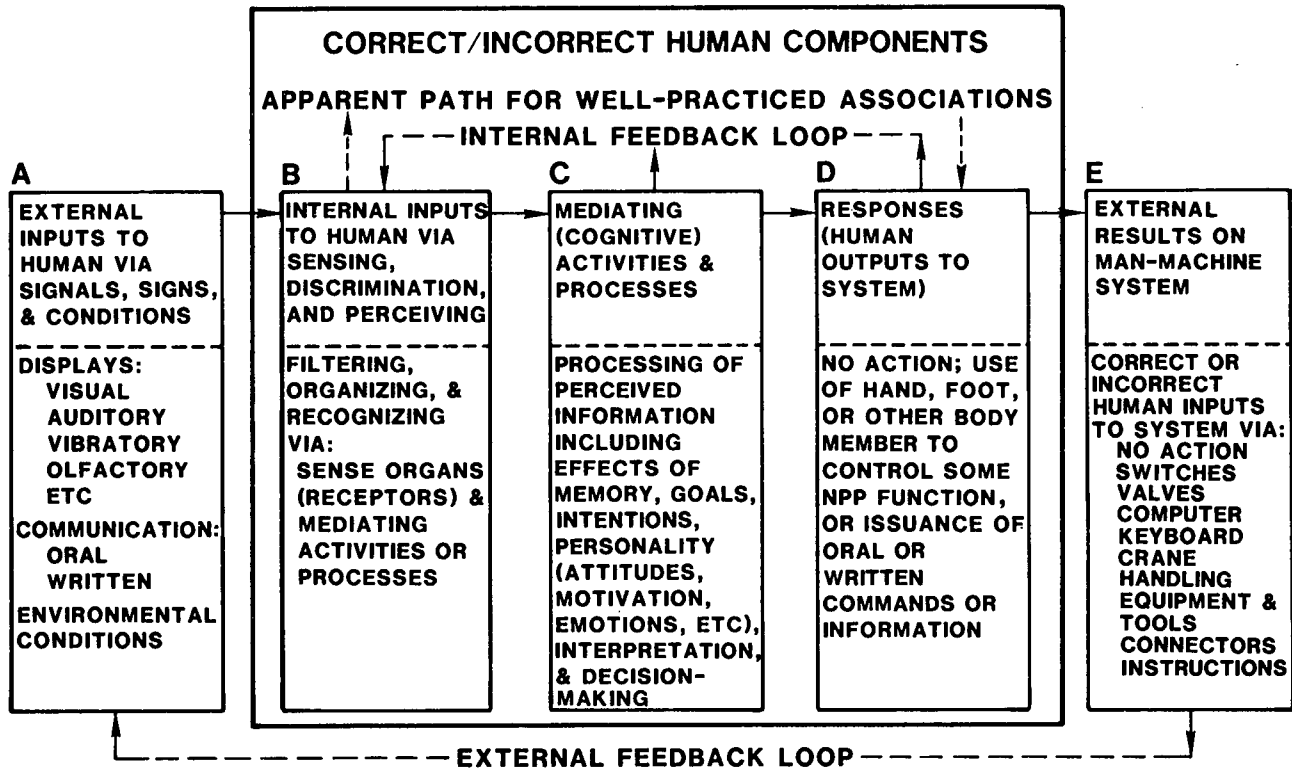 CORRECT/INCORRECT HUMAN COMPONENTS
APPARENT PATH FOR WELL-PRACTICED ASSOCIATIONS
INTERNAL FEEDBACK LOOP
A
EXTERNAL
INPUTS TO
HUMAN VIA
SIGNALS, SIGNS,
& CONDITIONS
DISPLAYS:
VISUAL
AUDITORY
VIBRATORY
OLFACTORY
ETC
COMMUNICATION:
ORAL
WRITTEN
ENVIRONMENTAL
CONDITIONS
B
INTERNAL INPUTS
TO HUMAN VIA
SENSING,
DISCRIMINATION,
AND PERCEIVING
FILTERING,
ORGANIZING, &
RECOGNIZING
VIA:
SENSE ORGANS
(RECEPTORS) &
MEDIATING
ACTIVITIES OR
PROCESSES
C
MEDIATING
(COGNITIVE)
ACTIVITIES &
PROCESSES
PROCESSING OF
PERCEIVED
INFORMATION
INCLUDING
EFFECTS OF
MEMORY, GOALS,
INTENTIONS,
PERSONALITY
(ATTITUDES,
MOTIVATION,
EMOTIONS, ETC),
INTERPRETATION,
& DECISION-
MAKING
D
RESPONSES
(HUMAN
OUTPUTS TO
SYSTEM)
NO ACTION; USE
OF HAND, FOOT,
OR OTHER BODY
MEMBER TO
CONTROL SOME
NPP FUNCTION,
OR ISSUANCE OF
ORAL OR
WRITTEN
COMMANDS OR
INFORMATION
E
EXTERNAL
RESULTS ON
MAN-MACHINE
SYSTEM
CORRECT OR
INCORRECT
HUMAN INPUTS
TO SYSTEM VIA:
NO ACTION
SWITCHES
VALVES
COMPUTER
KEYBOARD
CRANE
HANDLING
EQUIPMENT &
TOOLS
CONNECTORS
INSTRUCTIONS
EXTERNAL FEEDBACK LOOP